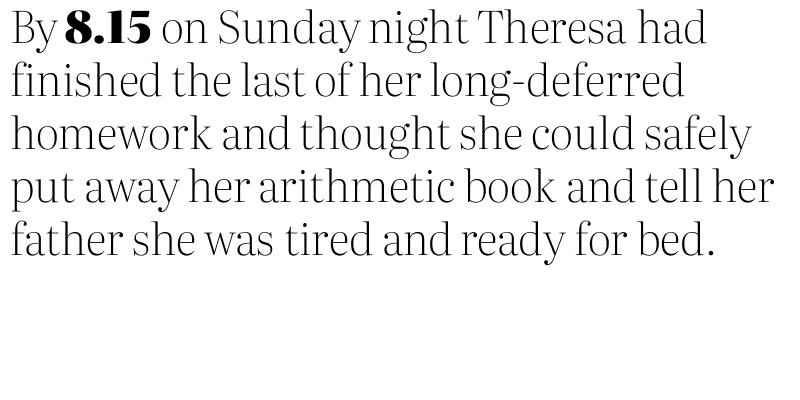 By 8.15 on Sunday night Theresa had
finished the last of her long-deferred
homework and thought she could safely
put away her arithmetic book and tell her
father she was tired and ready for bed.